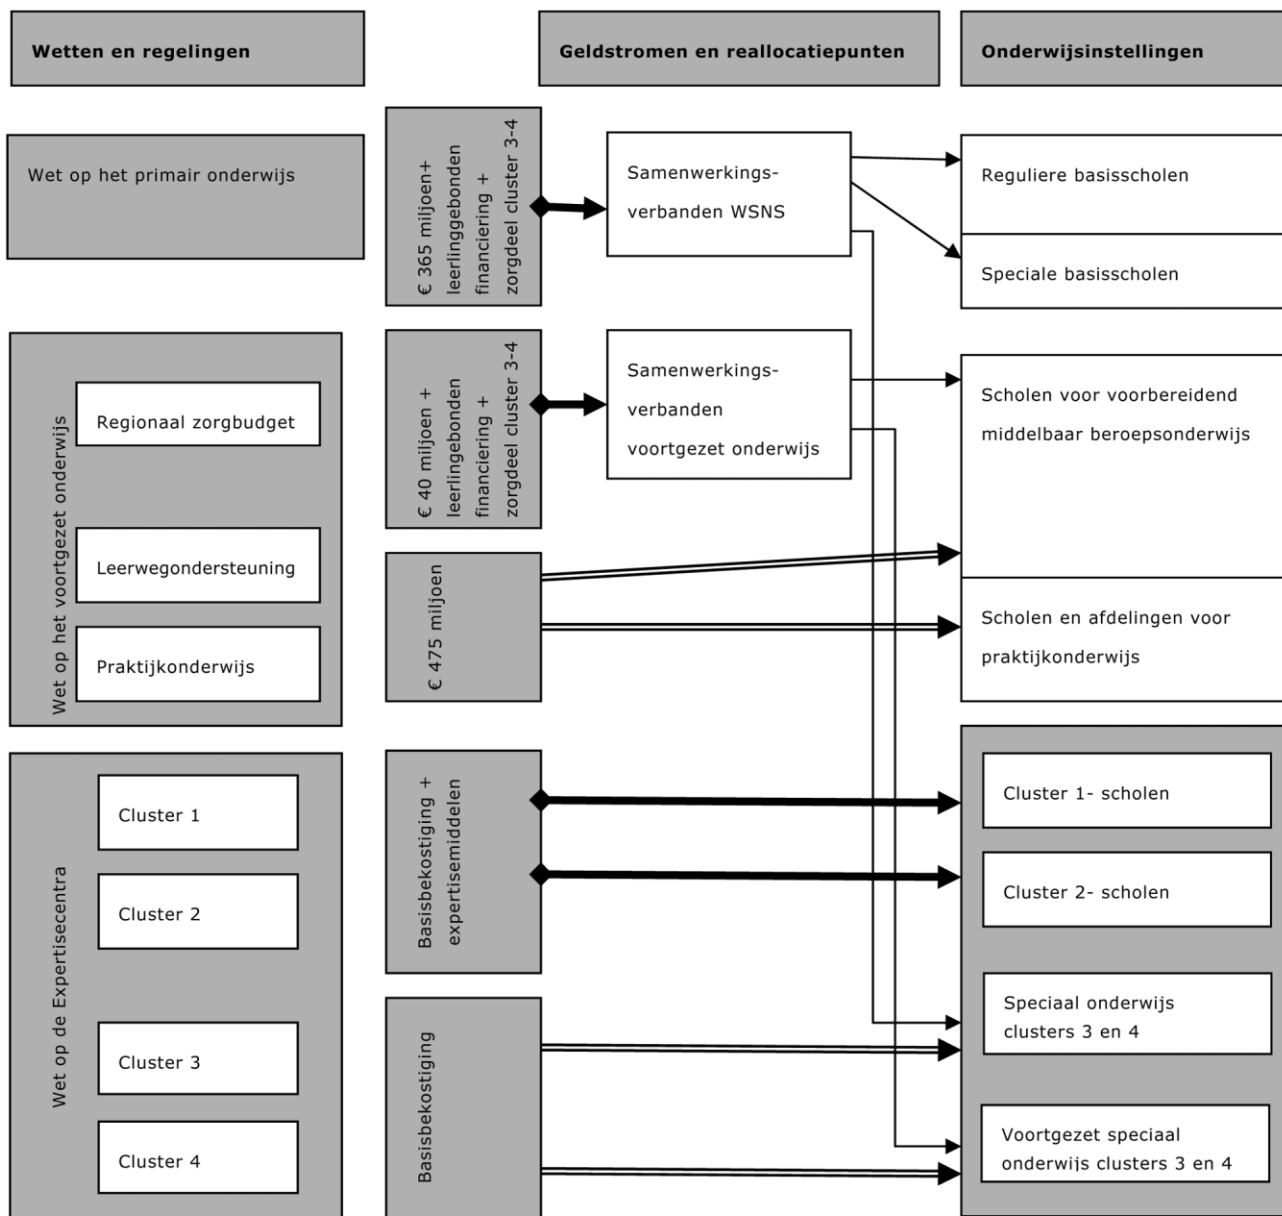 Wetten en regelingen
Geldstromen en reallocatiepunten
Onderwijsinstellingen
Wet op het primair onderwijs
€ 365 miljoen+
leerlinggebonden
financiering +
zorgdeel cluster 3-4
Samenwerkings-
verbanden WSNS
Reguliere basisscholen
Speciale basisscholen
Wet op het voortgezet onderwijs
Regionaal zorgbudget
Leerwegondersteuning
Praktijkonderwijs
€ 40 miljoen +
leerlingebonden
financiering +
zorgdeel cluster 3-4
Samenwerkings-
verbanden
voortgezet onderwijs
Scholen voor voorbereidend
middelbaar beroepsonderwijs
€ 475 miljoen
Scholen en afdelingen voor
praktijkonderwijs
Wet op de Expertisecentra
Cluster 1
Cluster 2
Cluster 3
Cluster 4
Basisbekostiging +
expertisemiddelen
Basisbekostiging
Cluster 1- scholen
Cluster 2- scholen
Speciaal onderwijs
clusters 3 en 4
Voortgezet speciaal
onderwijs clusters 3 en 4